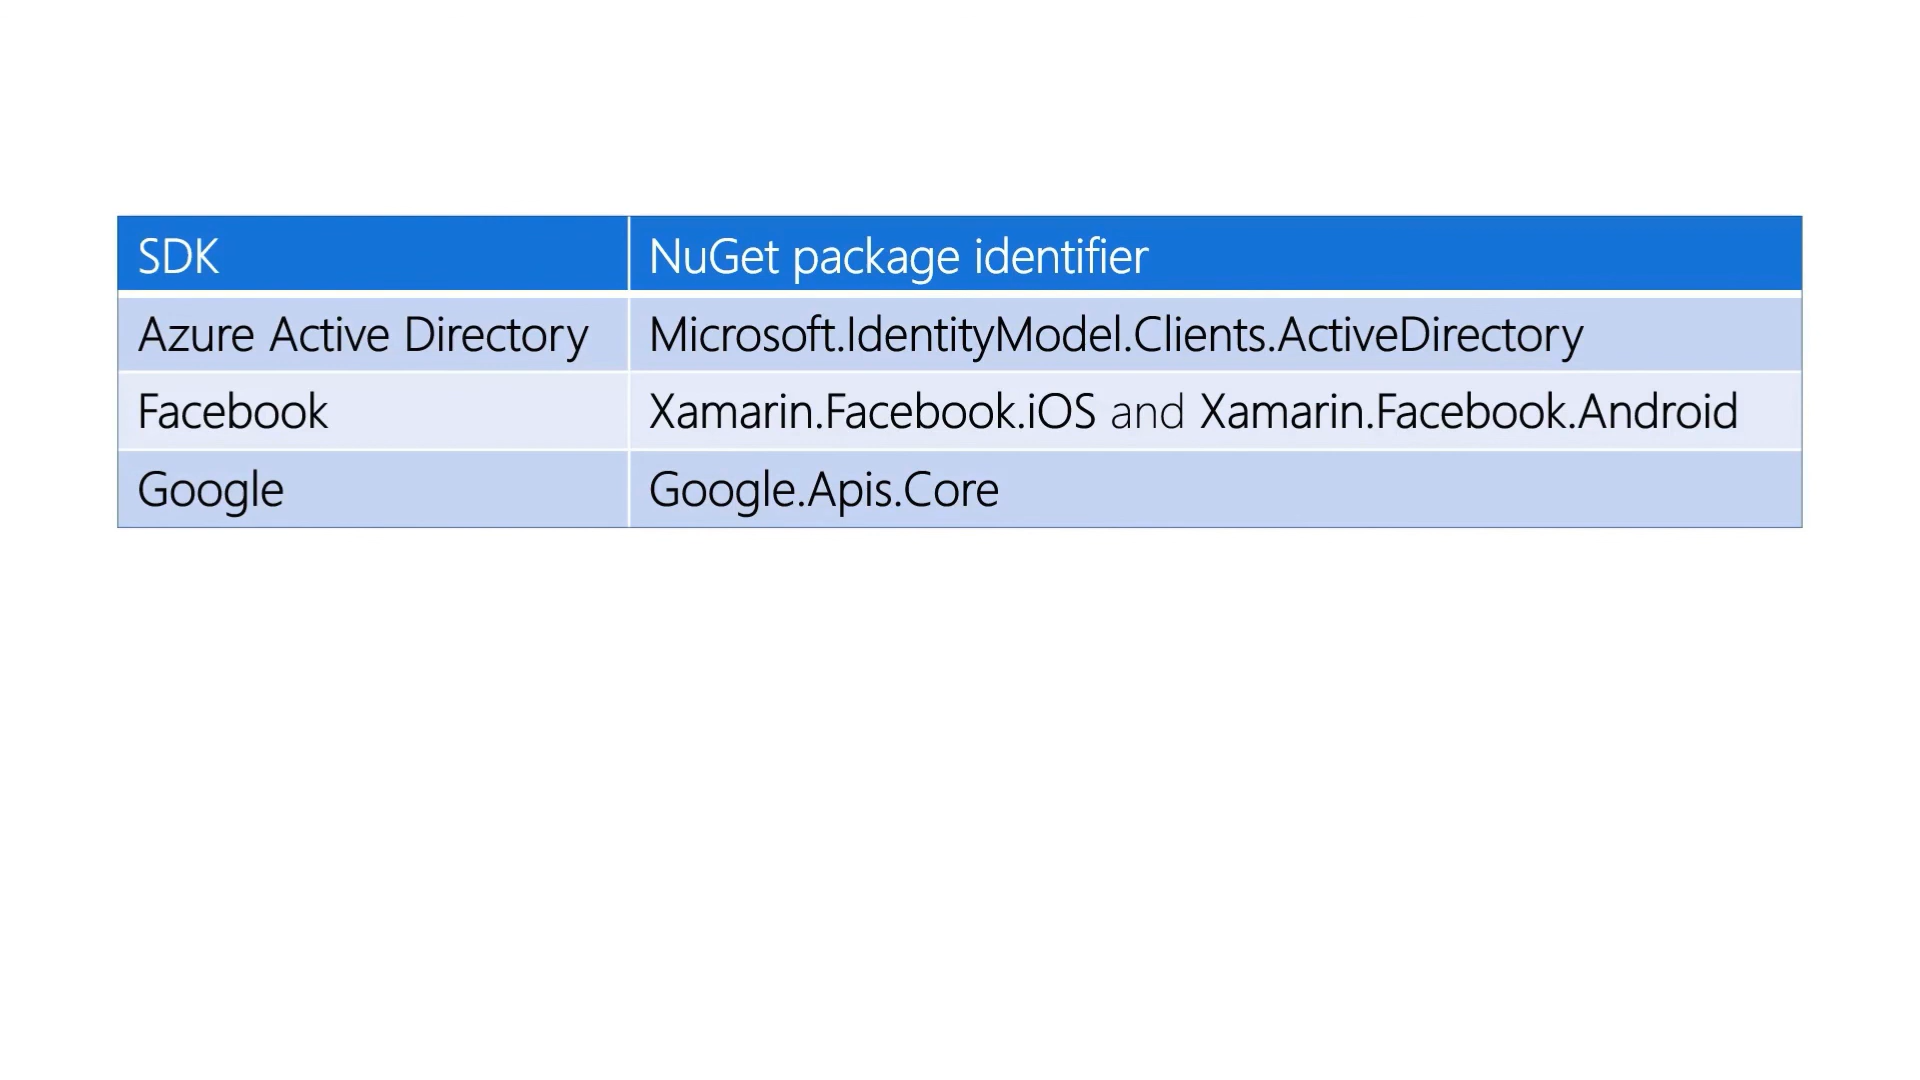 SDK NuGet package identifier
Azure Active Directory Microsoft.IdentityModel.Clients.ActiveDirectory
Facebook Xamarin.Facebook.iOS and Xamarin.Facebook.Android
Google Google.Apis.Core